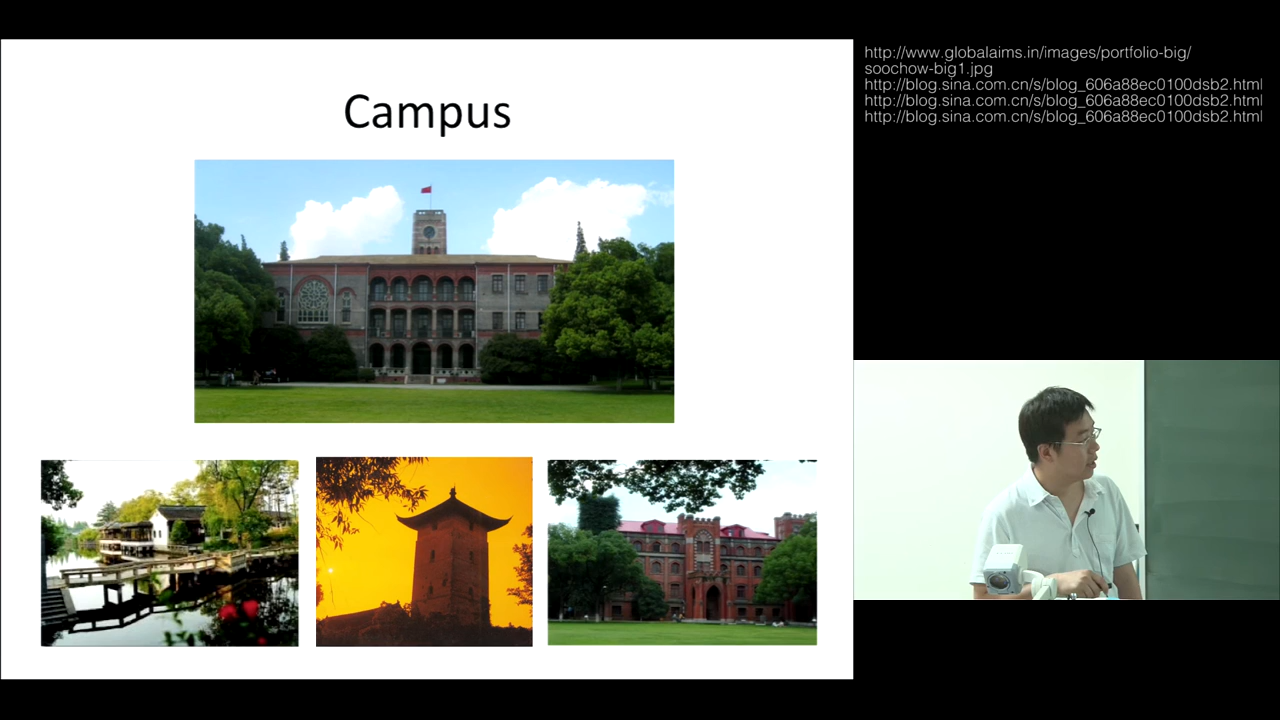 Campus
http://www.globalaims.in/images/portfolio-big/
soochow-big1.jpg
http://blog.sina.com.cn/s/blog_606a88ec0100dsb2.html
http://blog.sina.com.cn/s/blog_606a88ec0100dsb2.html
http://blog.sina.com.cn/s/blog_606a88ec0100dsb2.html